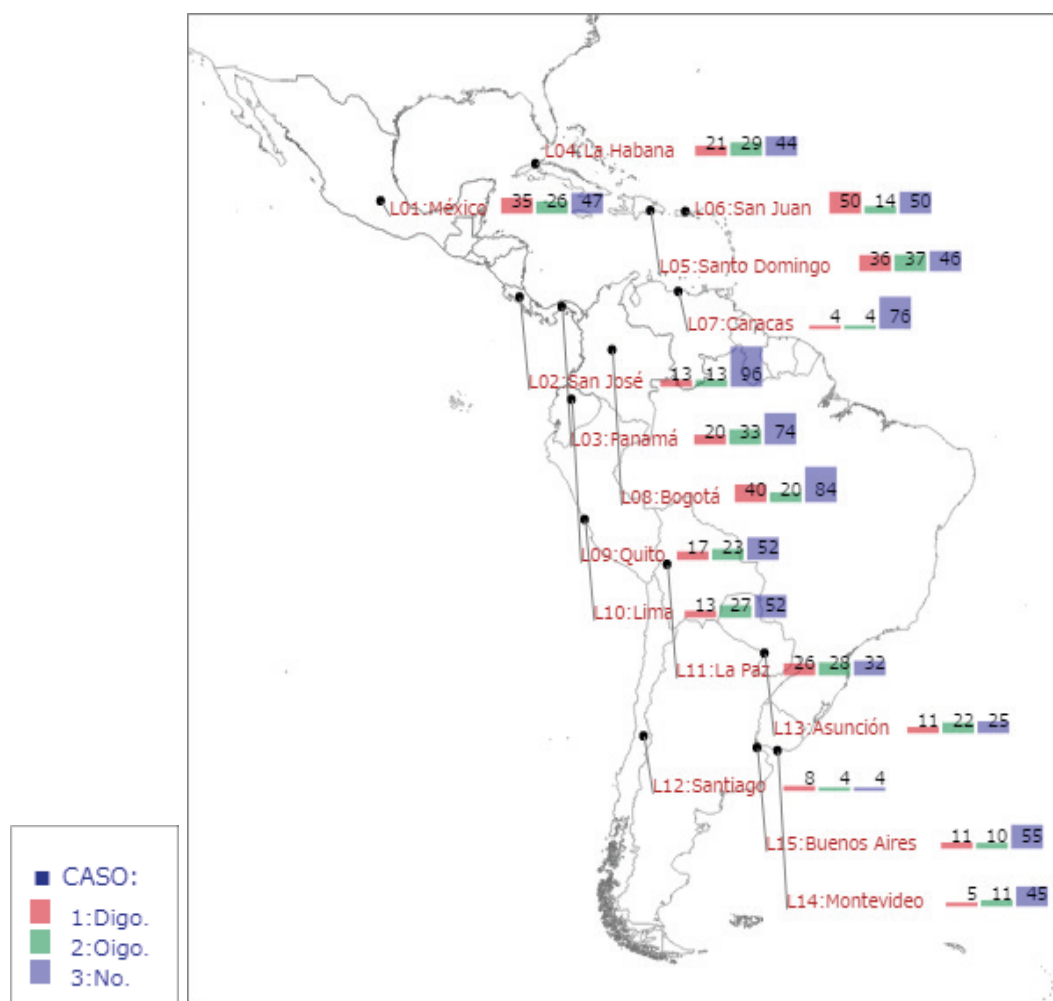 L04:La Habana 21 29 44
L01:México 35 26 47
L06:San Juan 50 14 50
L05:Santo Domingo 36 37 46
L07:Caracas 4 4 76
L02:San José 13 13 96
L03:Panamá 20 33 74
L08:Bogotá 40 20 84
L09:Quito 17 23 52
L10:Lima 13 27 52
L11:La Paz 26 28 32
L13:Asunción 11 22 25
L12:Santiago 8 4 4
L15:Buenos Aires 11 10 55
L14:Montevideo 5 11 45
CASO:
1:Digo.
2:Oigo.
3:No.